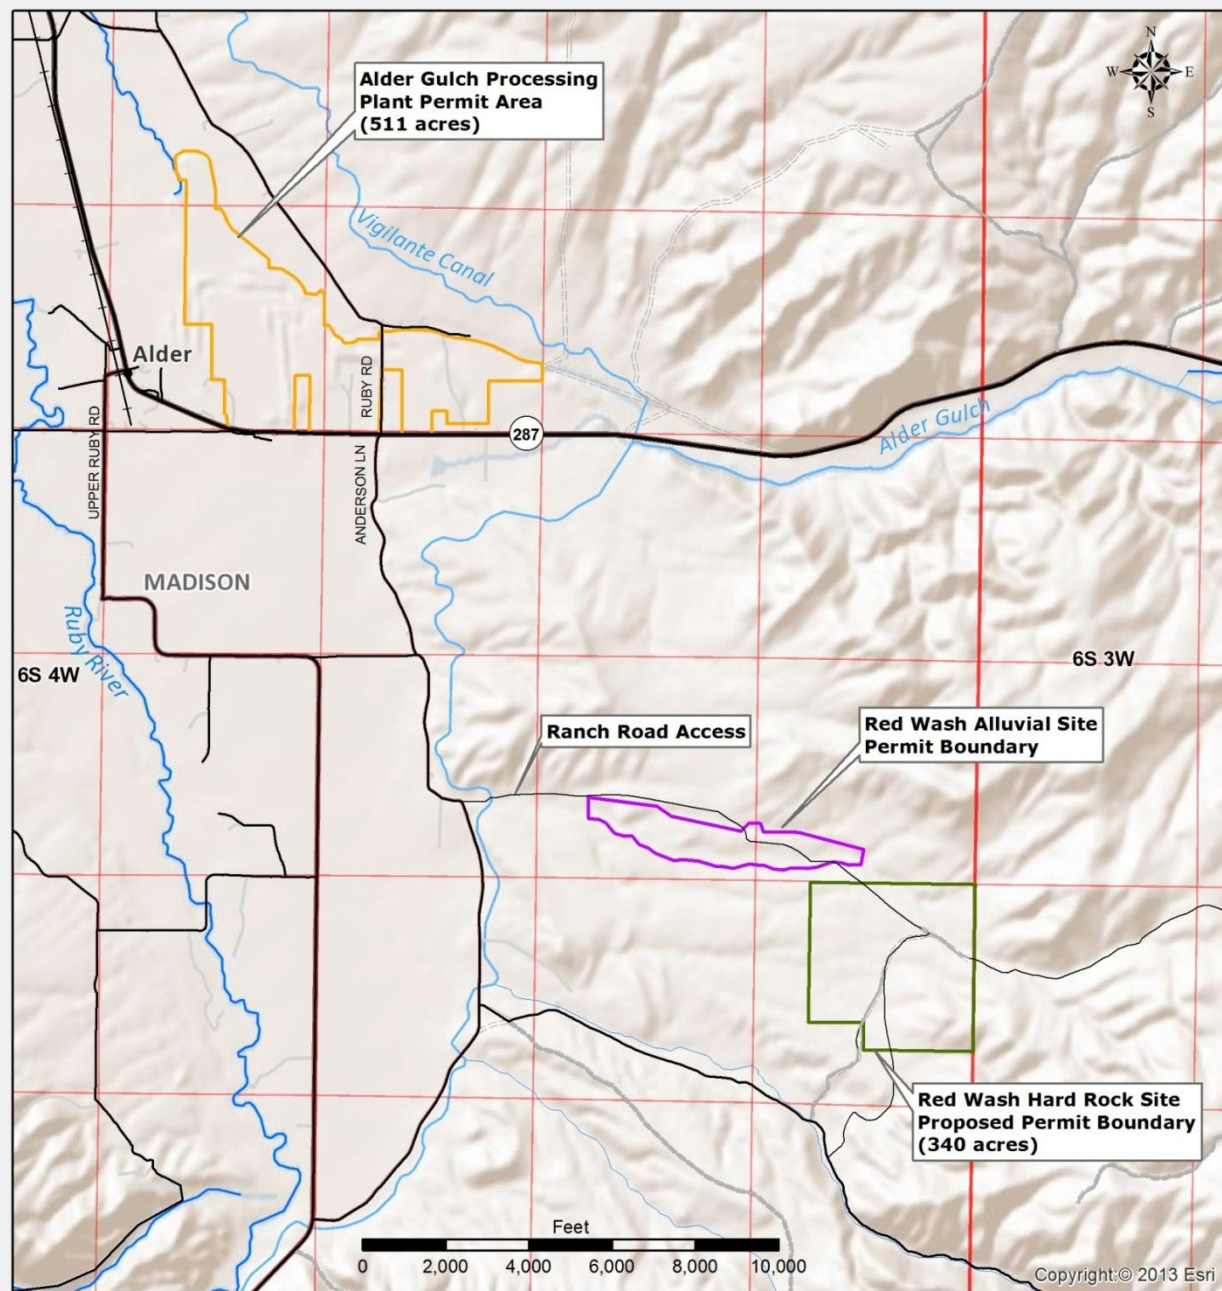 N
W
E
S
Alder Gulch Processing
Plant Permit Area
(511 acres)
Vigilante Canal
Alder
RUBY RD
UPPER RUBY RD
287
Alder Gulch
ANDERSON LN
MADISON
Ruby River
6S 4W
6S 3W
Ranch Road Access
Red Wash Alluvial Site
Permit Boundary
Red Wash Hard Rock Site
Proposed Permit Boundary
(340 acres)
Feet
0 2,000 4,000 6,000 8,000 10,000
Copyright:© 2013 Esri